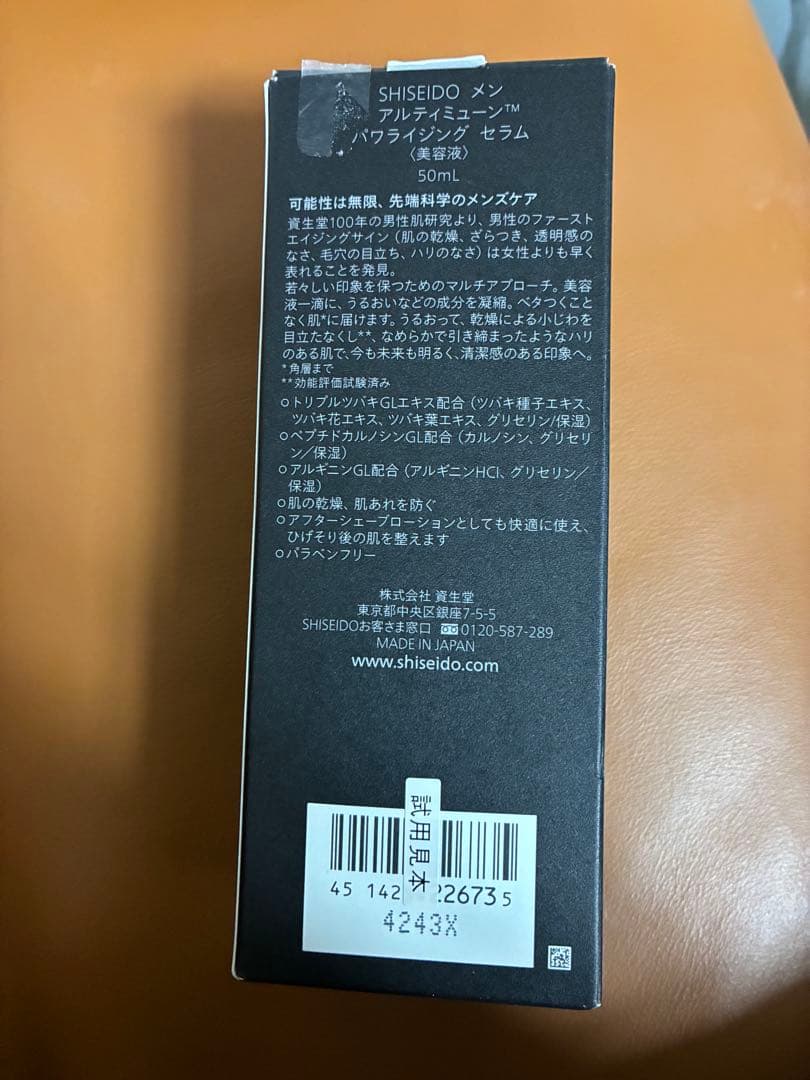 SHISEIDO メン
アルティミューン™
パワライジング セラム
〈美容液〉
50mL
可能性は無限、先端科学のメンズケア
資生堂100年の男性肌研究より、男性のファースト
エイジングサイン（肌の乾燥、ざらつき、透明感の
なさ、毛穴の目立ち、ハリのなさ）は女性よりも早く
表れることを発見。
若々しい印象を保つためのマルチアプローチ。美容
液一滴に、うるおいなどの成分を凝縮。ベタつくこと
なく肌*に届けます。うるおって、乾燥による小じわを
目立たなくし**、なめらかで引き締まったようなハリ
のある肌で、今も未来も明るく、清潔感のある印象へ。
*角層まで
**効能評価試験済み
○トリプルツバキGLエキス配合（ツバキ種子エキス、
ツバキ花エキス、ツバキ葉エキス、グリセリン/保湿）
○ペプチドカルノシンGL配合（カルノシン、グリセリ
ン／保湿）
○アルギニンGL配合（アルギニンHCl、グリセリン／
保湿）
○肌の乾燥、肌あれを防ぐ
○アフターシェーブローションとしても快適に使え、
ひげそり後の肌を整えます
○パラベンフリー
株式会社 資生堂
東京都中央区銀座7-5-5
SHISEIDOお客さま窓口 0120-587-289
MADE IN JAPAN
www.shiseido.com
試用見本
45 142 22673 5
4243X